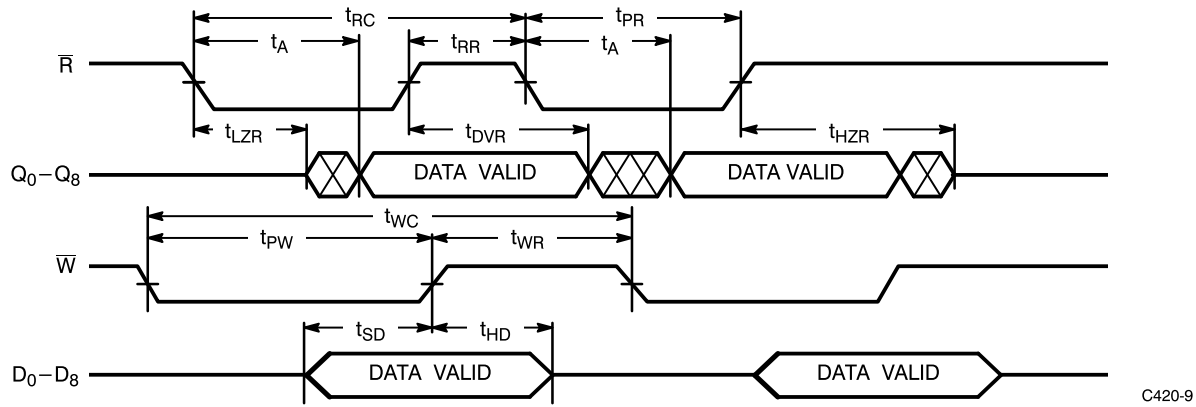 tRC tPR
tA tRR tA
R̅
tLZR tDVR tHZR
Q0–Q8 DATA VALID DATA VALID
tWC
tPW tWR
W̅
tSD tHD
D0–D8 DATA VALID DATA VALID
C420-9